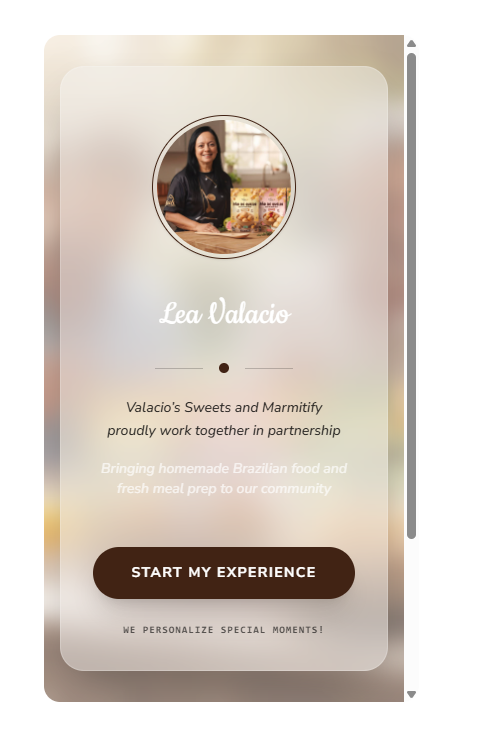 Lea Valacio
Valacio's Sweets and Marmitify
proudly work together in partnership
Bringing homemade Brazilian food and
fresh meal prep to our community
START MY EXPERIENCE
WE PERSONALIZE SPECIAL MOMENTS!